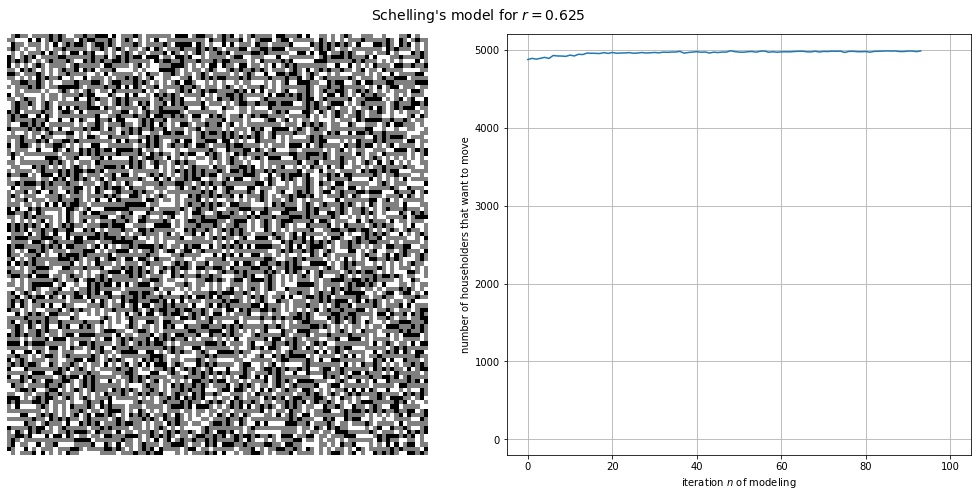 Schelling's model for r = 0.625
number of householders that want to move
5000
4000
3000
2000
1000
0
0 20 40 60 80 100
iteration n of modeling